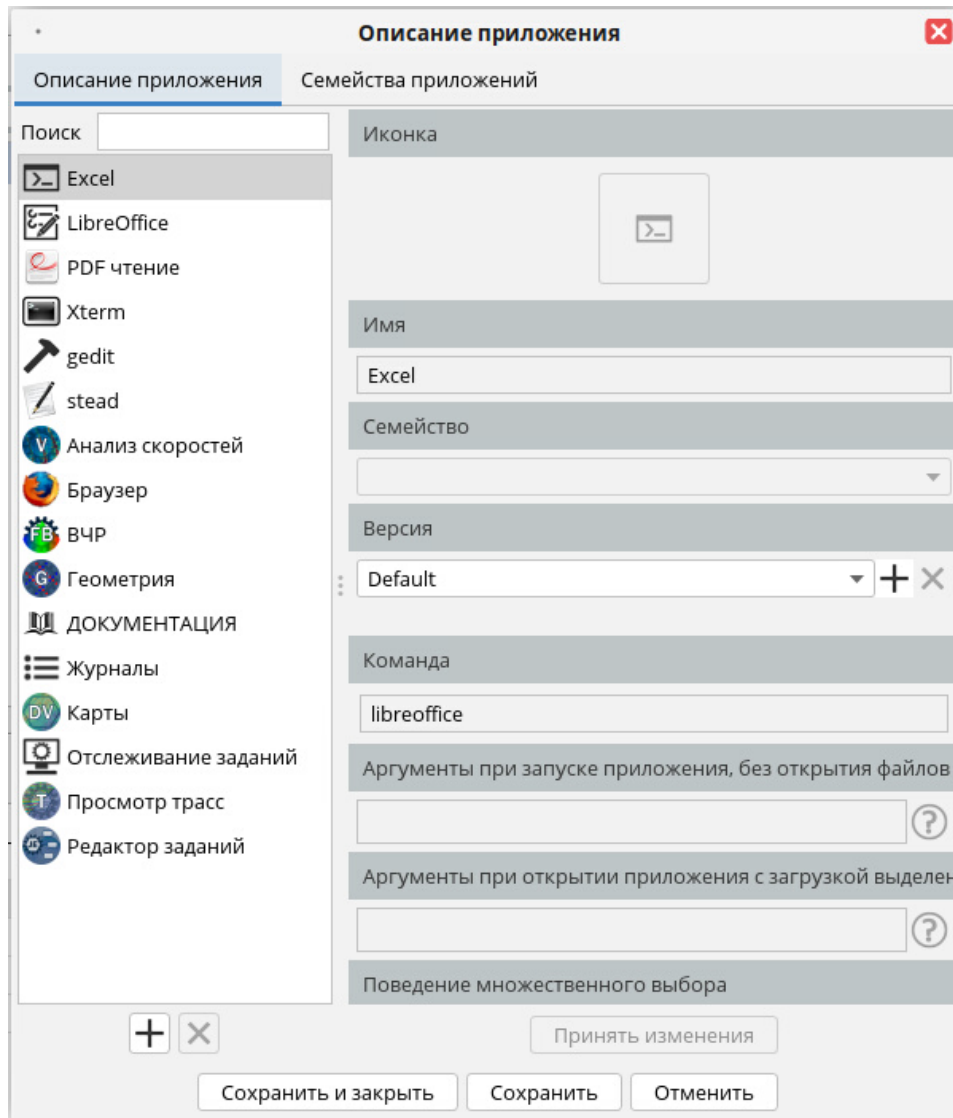 Описание приложения
Описание приложения
Семейства приложений
Поиск
Excel
LibreOffice
PDF чтение
Xterm
gedit
stead
Анализ скоростей
Браузер
ВЧР
Геометрия
ДОКУМЕНТАЦИЯ
Журналы
Карты
Отслеживание заданий
Просмотр трасс
Редактор заданий
Иконка
Имя
Excel
Семейство
Версия
Default
Команда
libreoffice
Аргументы при запуске приложения, без открытия файлов
Аргументы при открытии приложения с загрузкой выделен
Поведение множественного выбора
Принять изменения
Сохранить и закрыть
Сохранить
Отменить